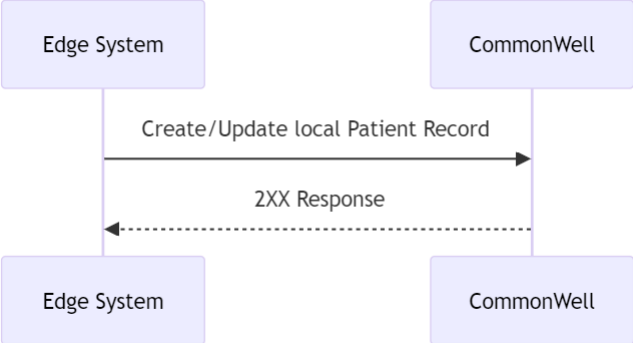 Edge System
CommonWell
Create/Update local Patient Record
2XX Response
Edge System
CommonWell